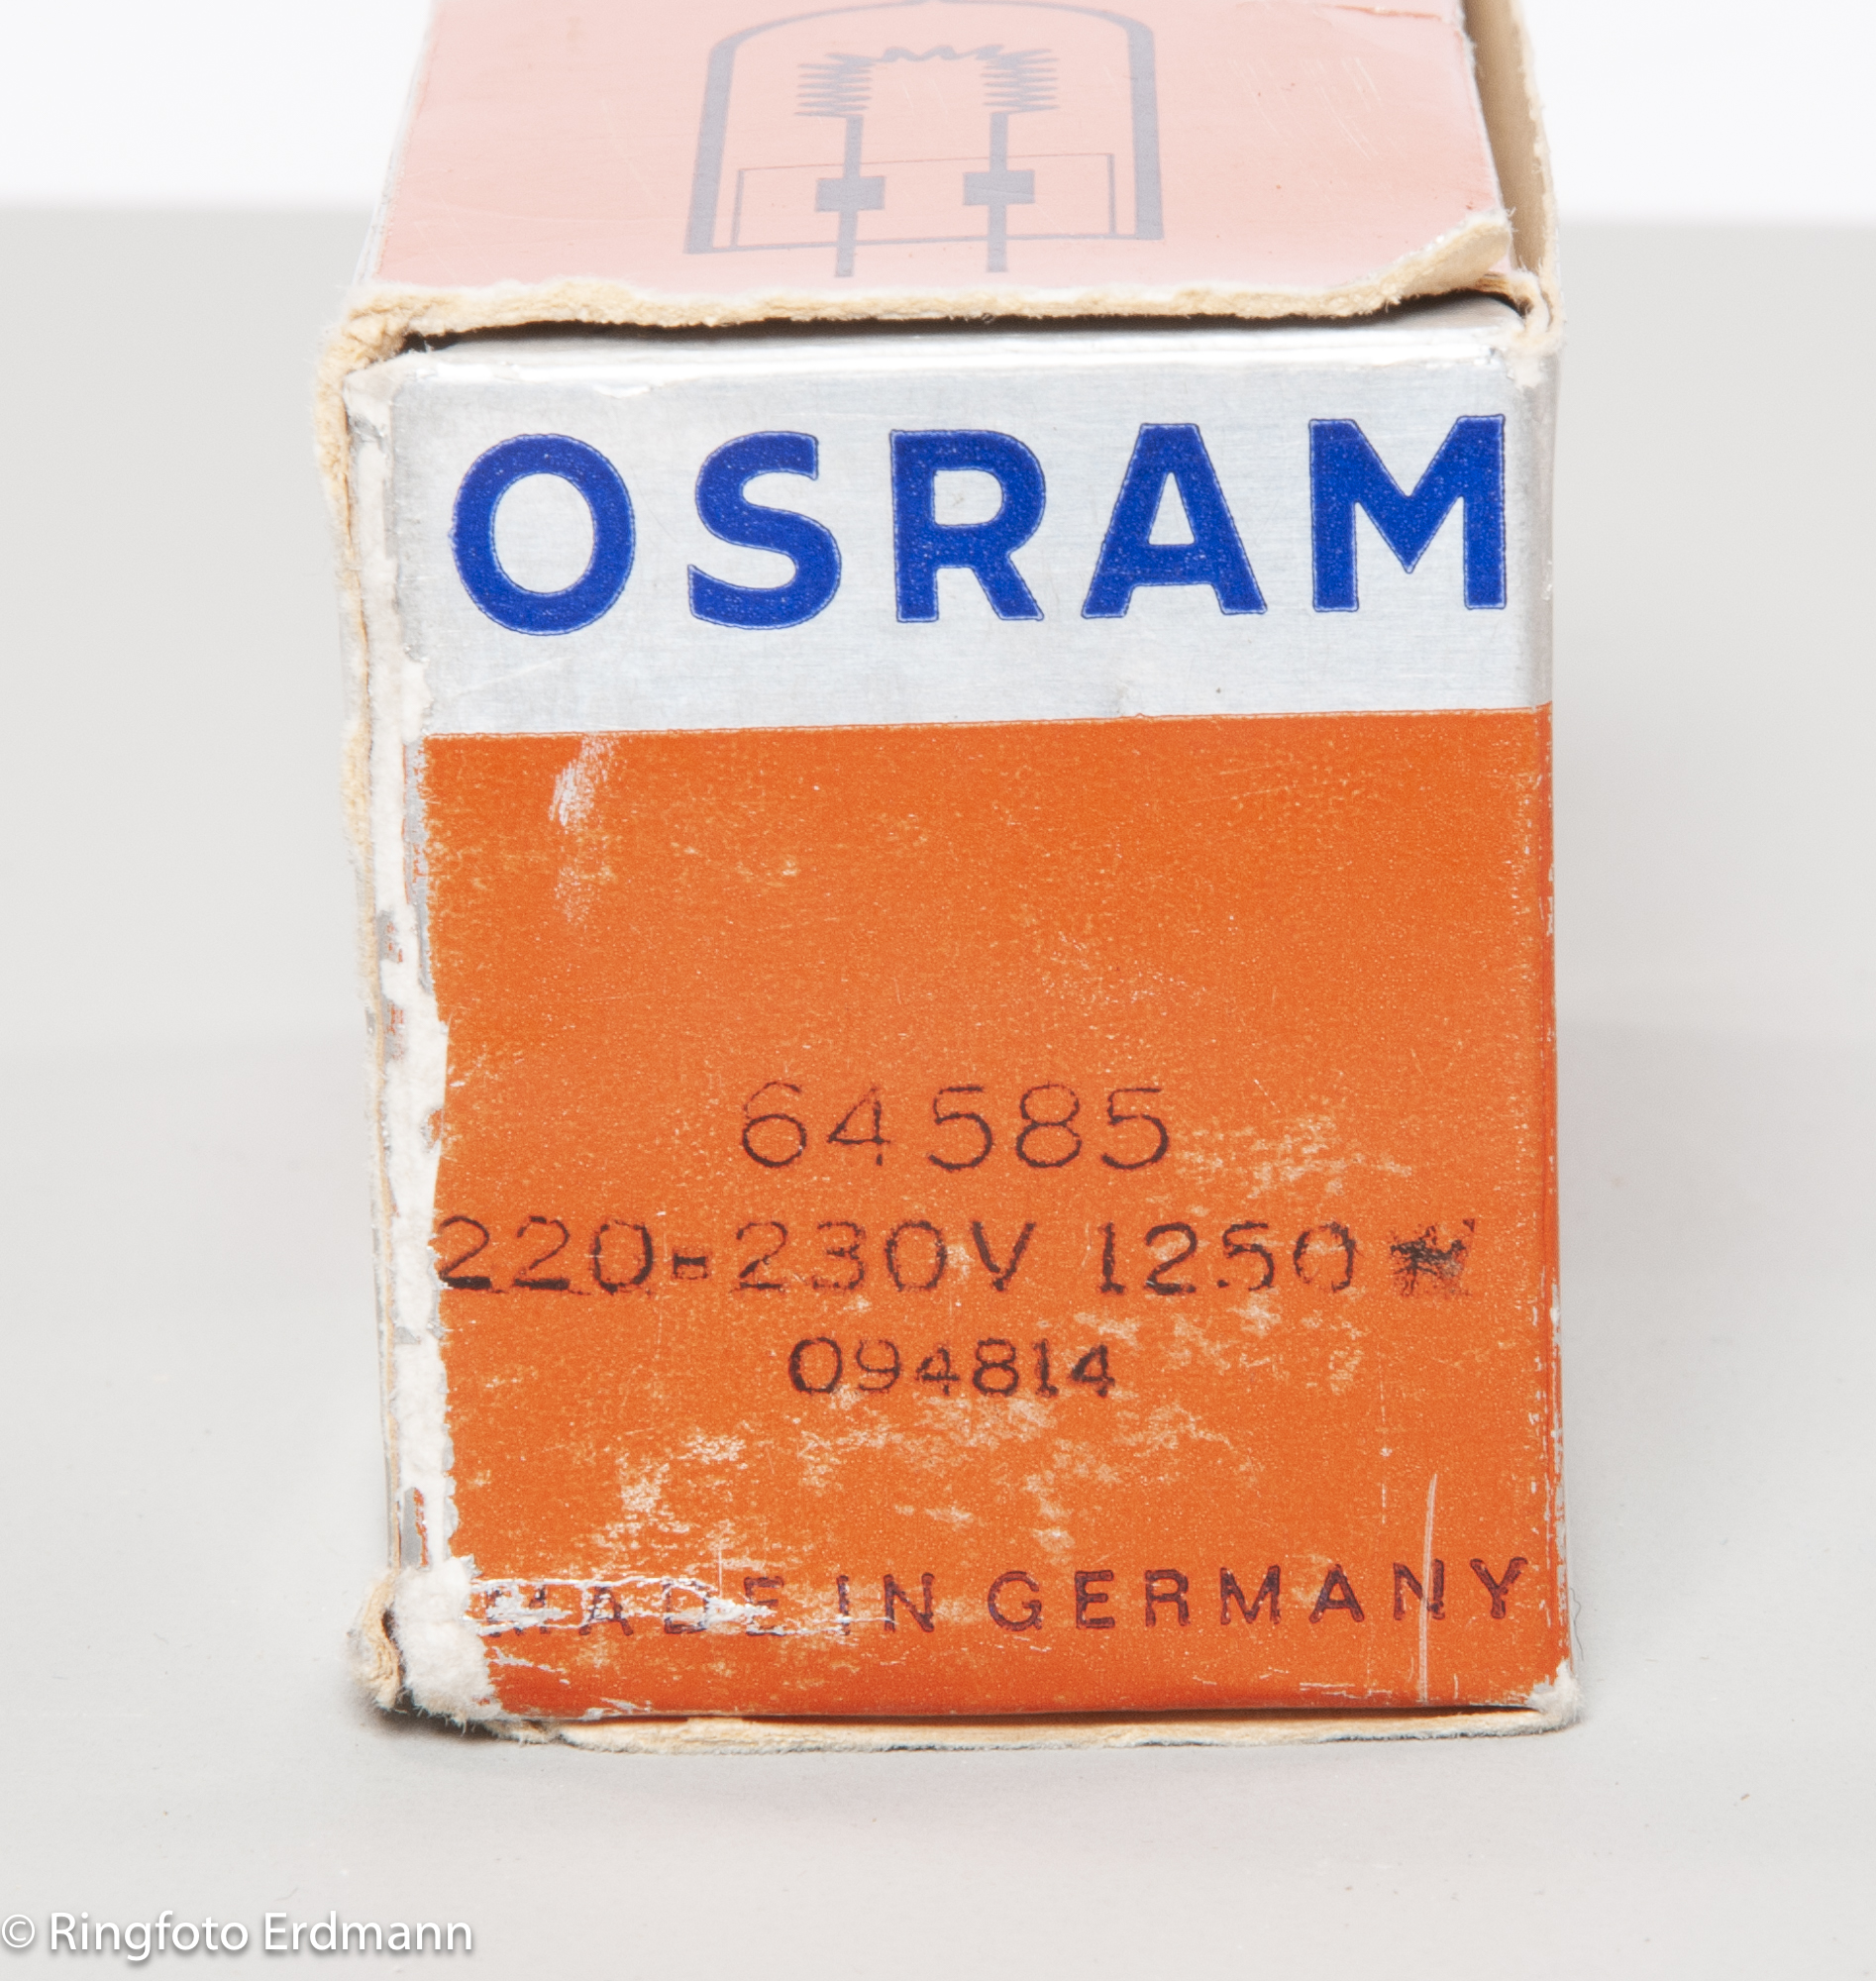 OSRAM
64585
220-230V 1250 W
094814
MADE IN GERMANY
© Ringfoto Erdmann